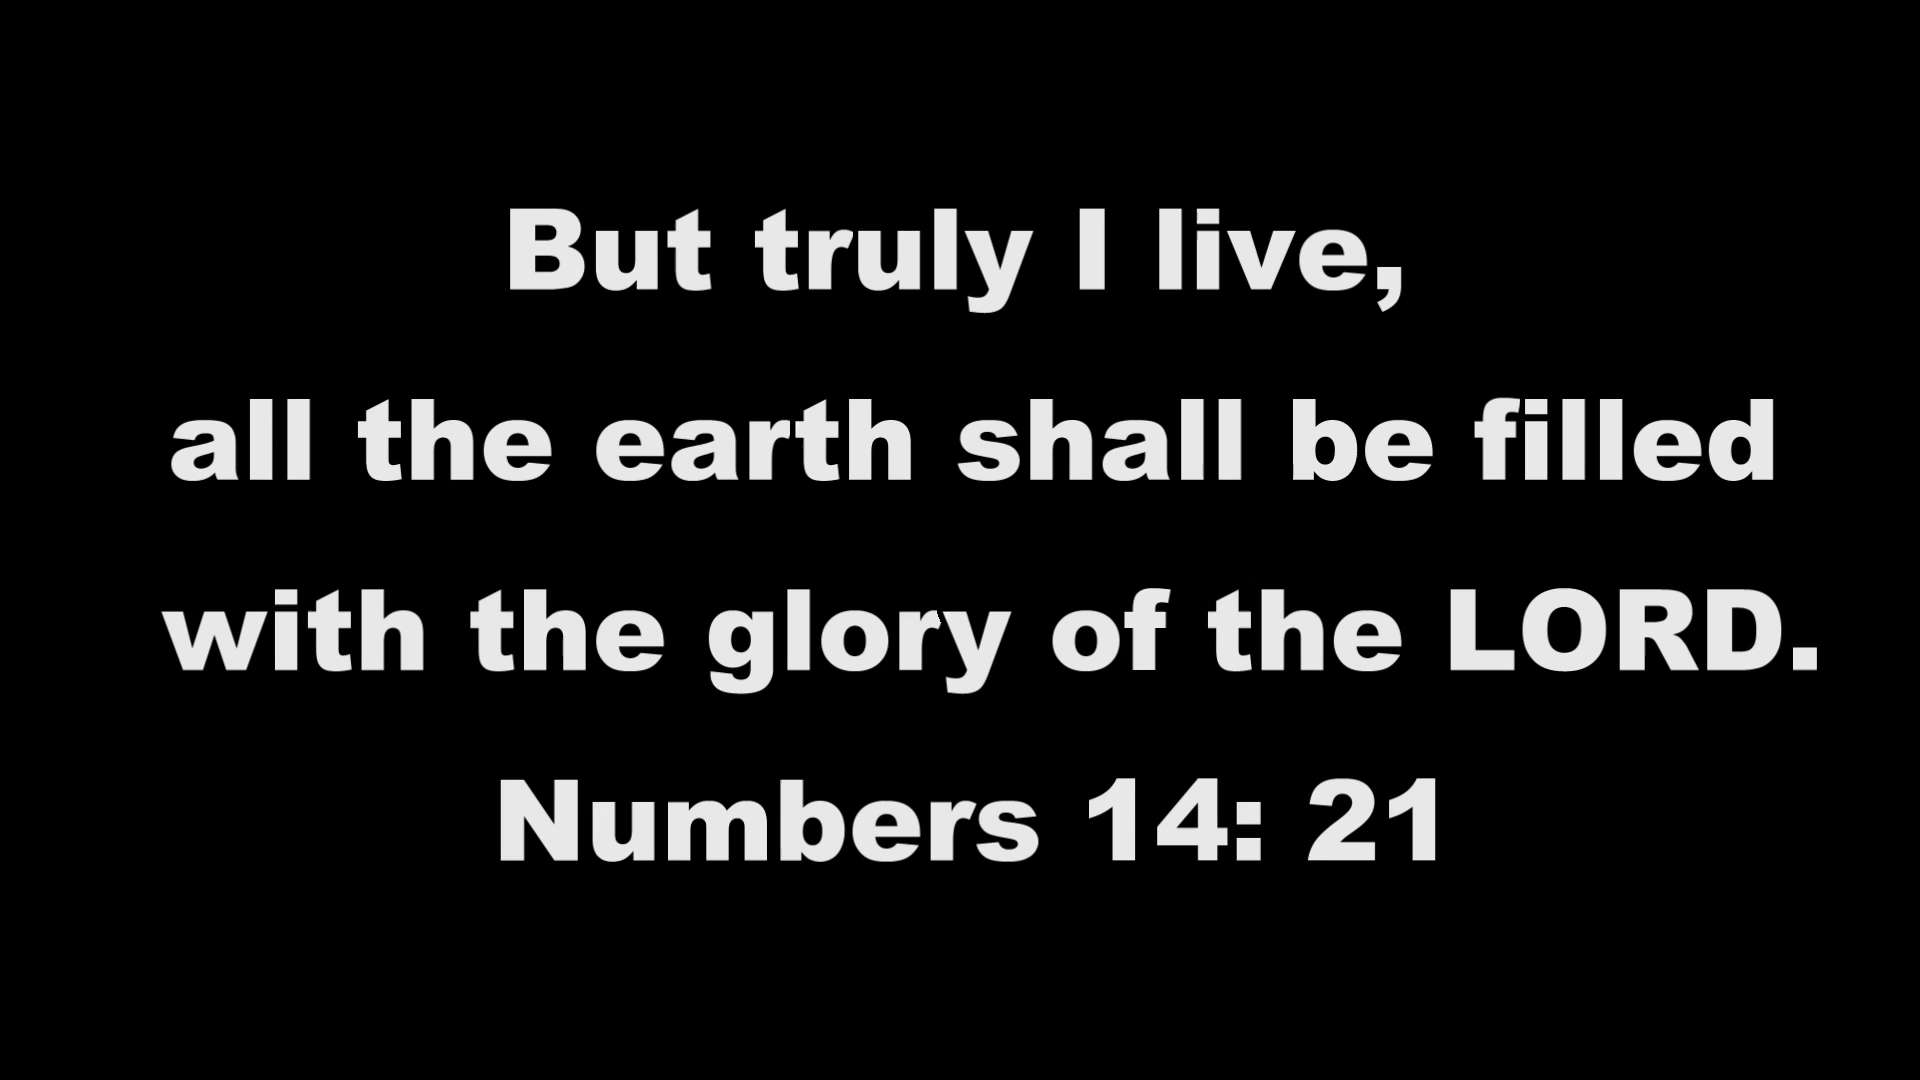 But truly I live,
all the earth shall be filled
with the glory of the LORD.
Numbers 14: 21